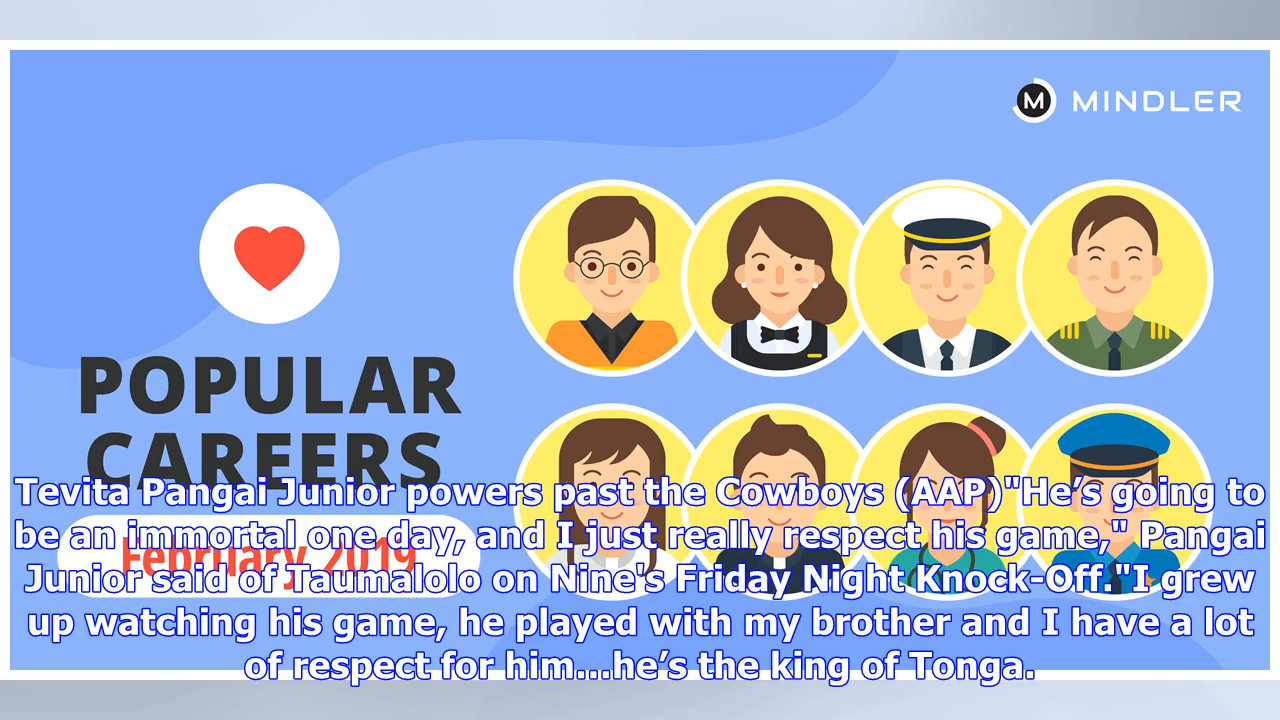 M MINDLER
POPULAR
CAREERS
February 2019
Tevita Pangai Junior powers past the Cowboys (AAP)"He’s going to
be an immortal one day, and I just really respect his game," Pangai
Junior said of Taumalolo on Nine's Friday Night Knock-Off."I grew
up watching his game, he played with my brother and I have a lot
of respect for him...he’s the king of Tonga.